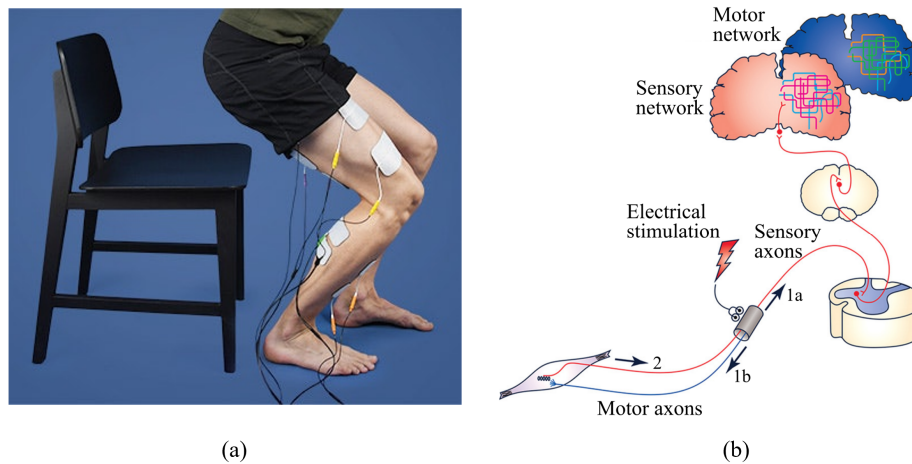 Motor
network
Sensory
network
Electrical
stimulation
Sensory
axons
1a
2
1b
Motor axons
(a)
(b)